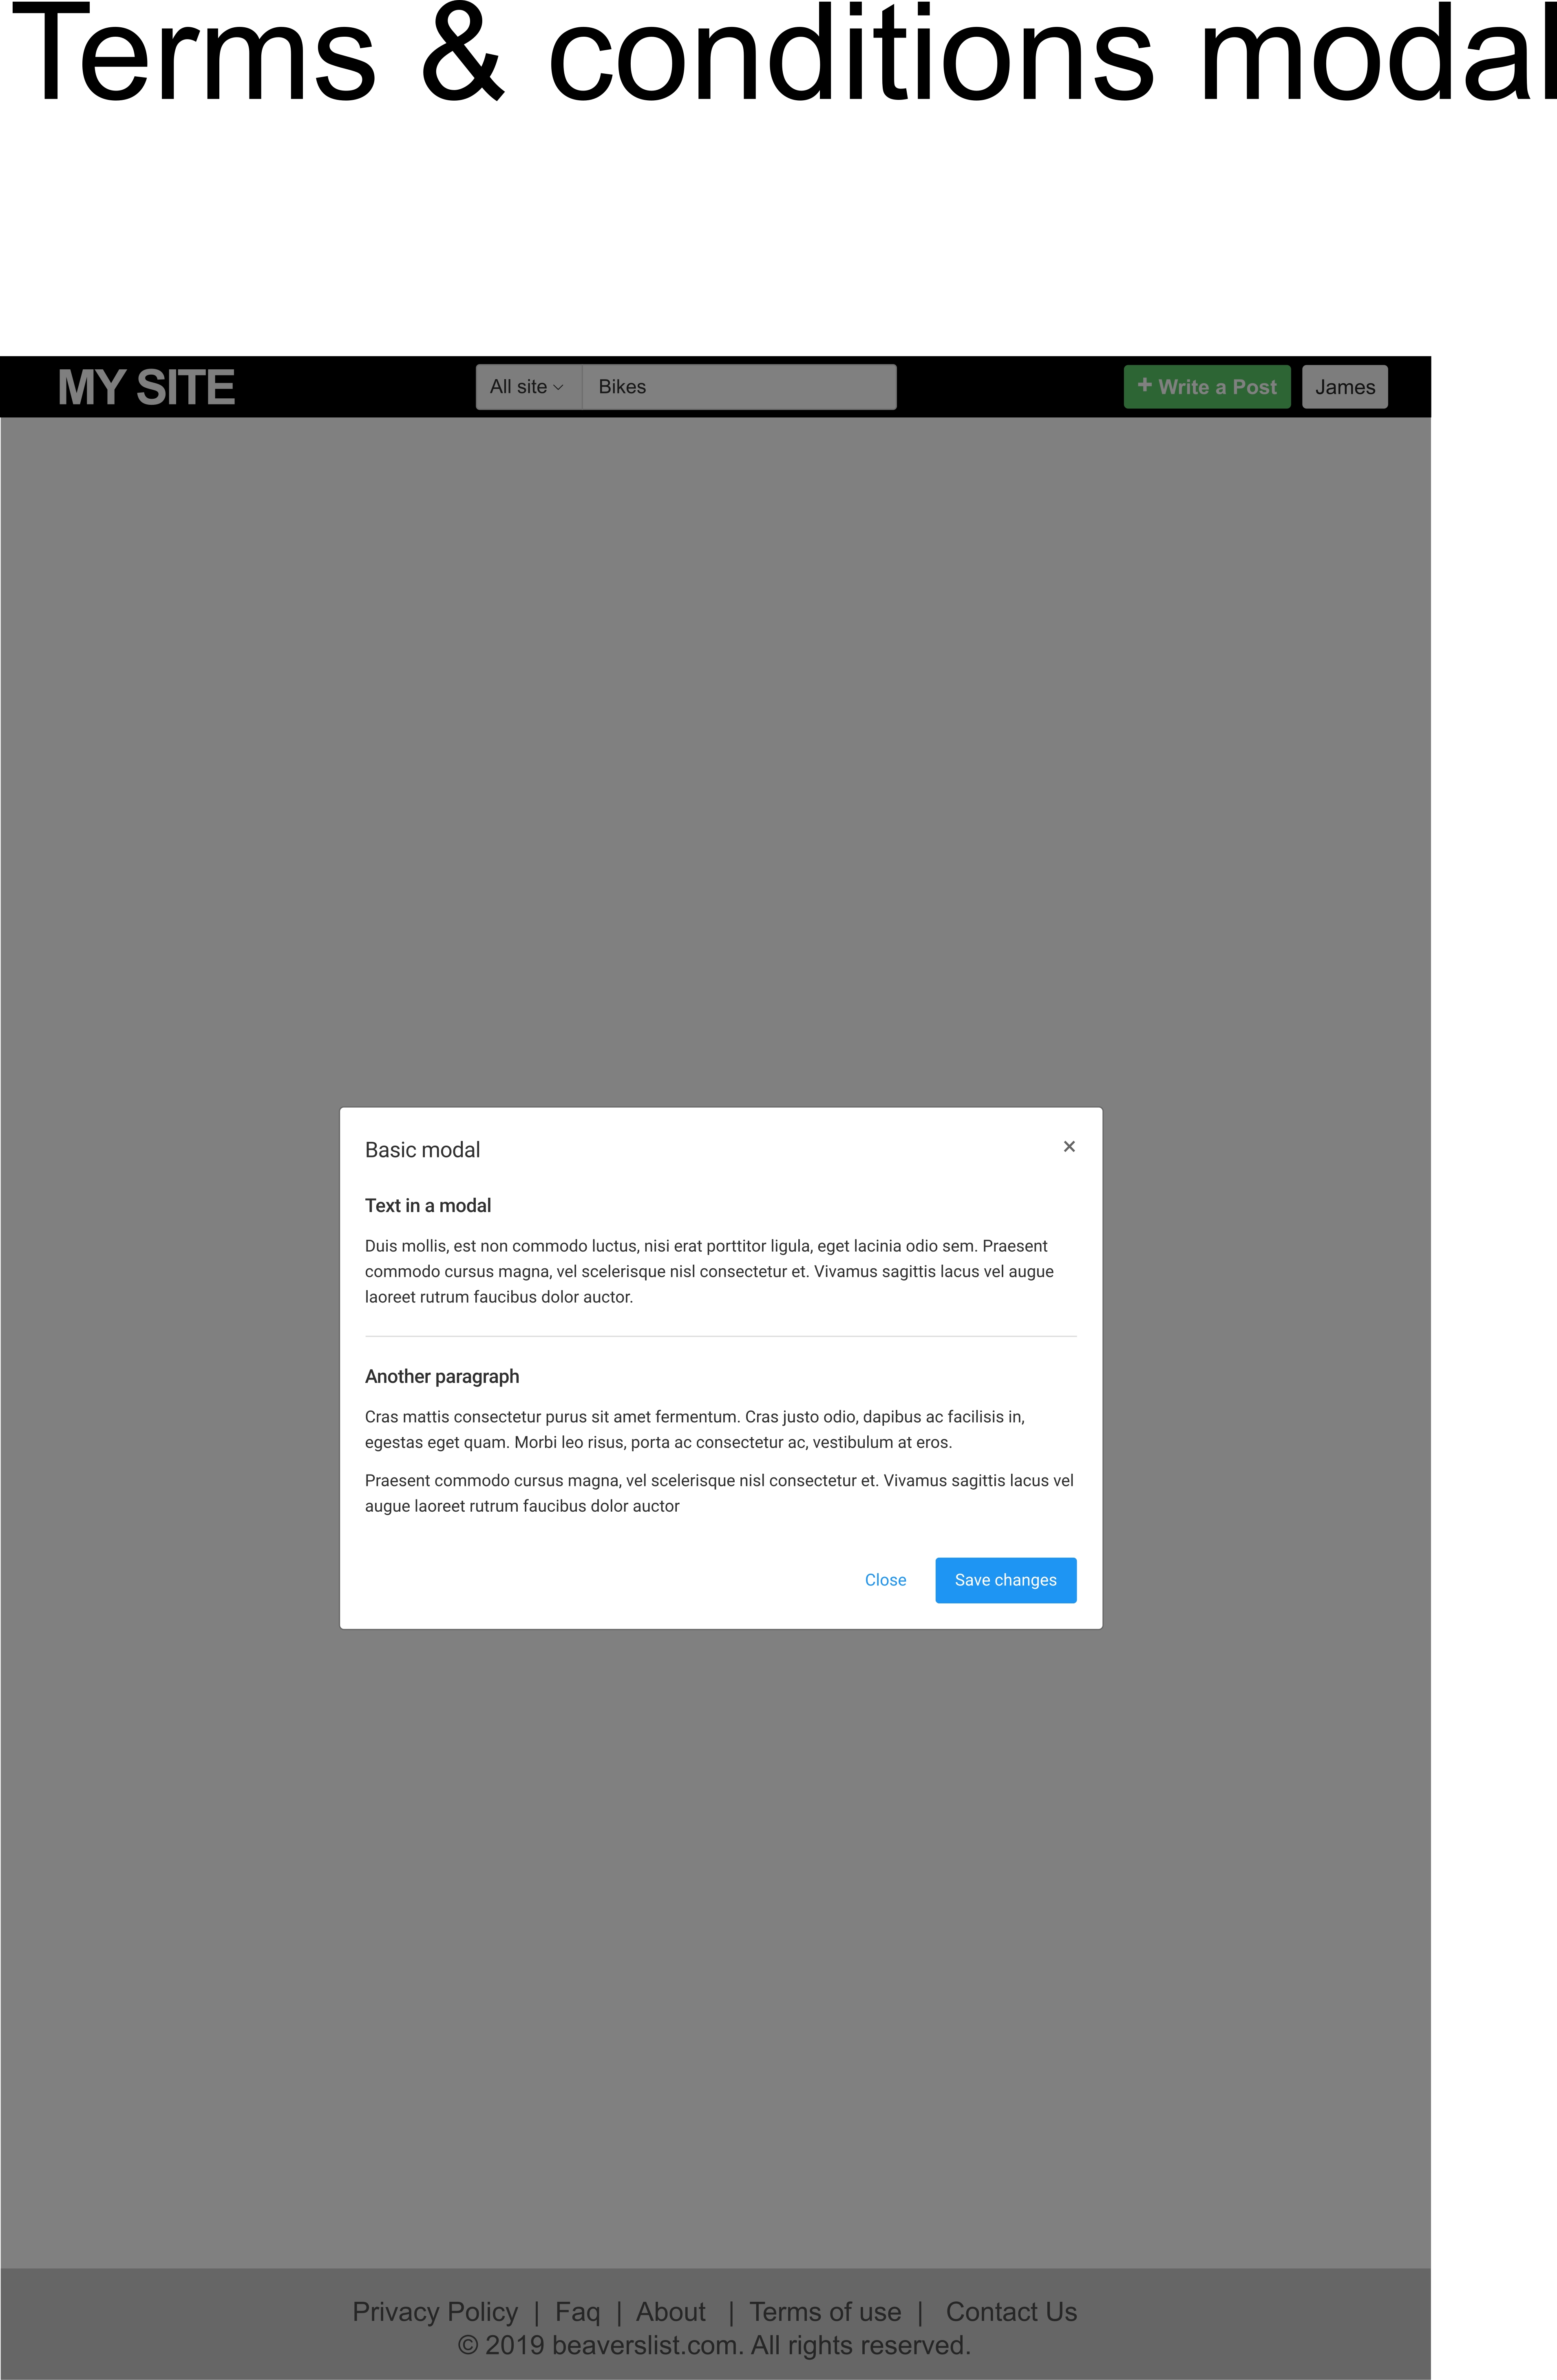 Terms & conditions modal
MY SITE
All site
Bikes
+ Write a Post
James
Basic modal
×
Text in a modal
Duis mollis, est non commodo luctus, nisi erat porttitor ligula, eget lacinia odio sem. Praesent
commodo cursus magna, vel scelerisque nisl consectetur et. Vivamus sagittis lacus vel augue
laoreet rutrum faucibus dolor auctor.
Another paragraph
Cras mattis consectetur purus sit amet fermentum. Cras justo odio, dapibus ac facilisis in,
egestas eget quam. Morbi leo risus, porta ac consectetur ac, vestibulum at eros.
Praesent commodo cursus magna, vel scelerisque nisl consectetur et. Vivamus sagittis lacus vel
augue laoreet rutrum faucibus dolor auctor
Close
Save changes
Privacy Policy | Faq | About | Terms of use | Contact Us
© 2019 beaverslist.com. All rights reserved.